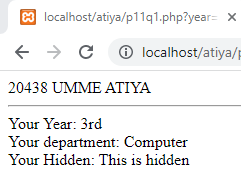 localhost/atiya/p11q1.php?year=
localhost/atiya/p
20438 UMME ATIYA
Your Year: 3rd
Your department: Computer
Your Hidden: This is hidden